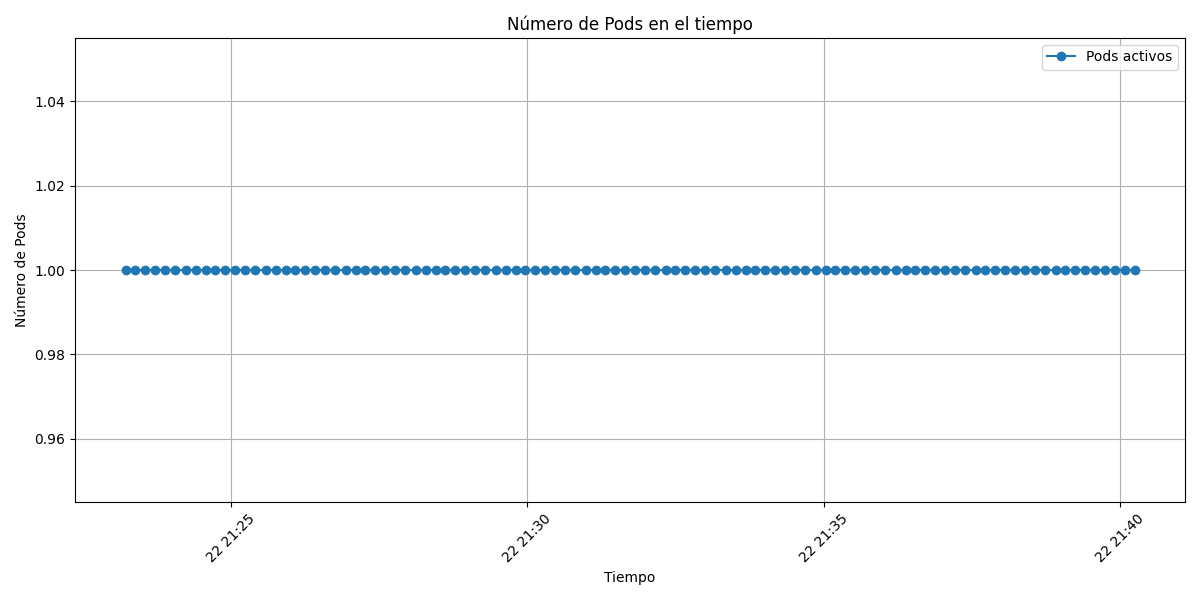 Número de Pods en el tiempo
Pods activos
1.04
1.02
1.00
0.98
0.96
Número de Pods
22 21:25
22 21:30
22 21:35
22 21:40
Tiempo